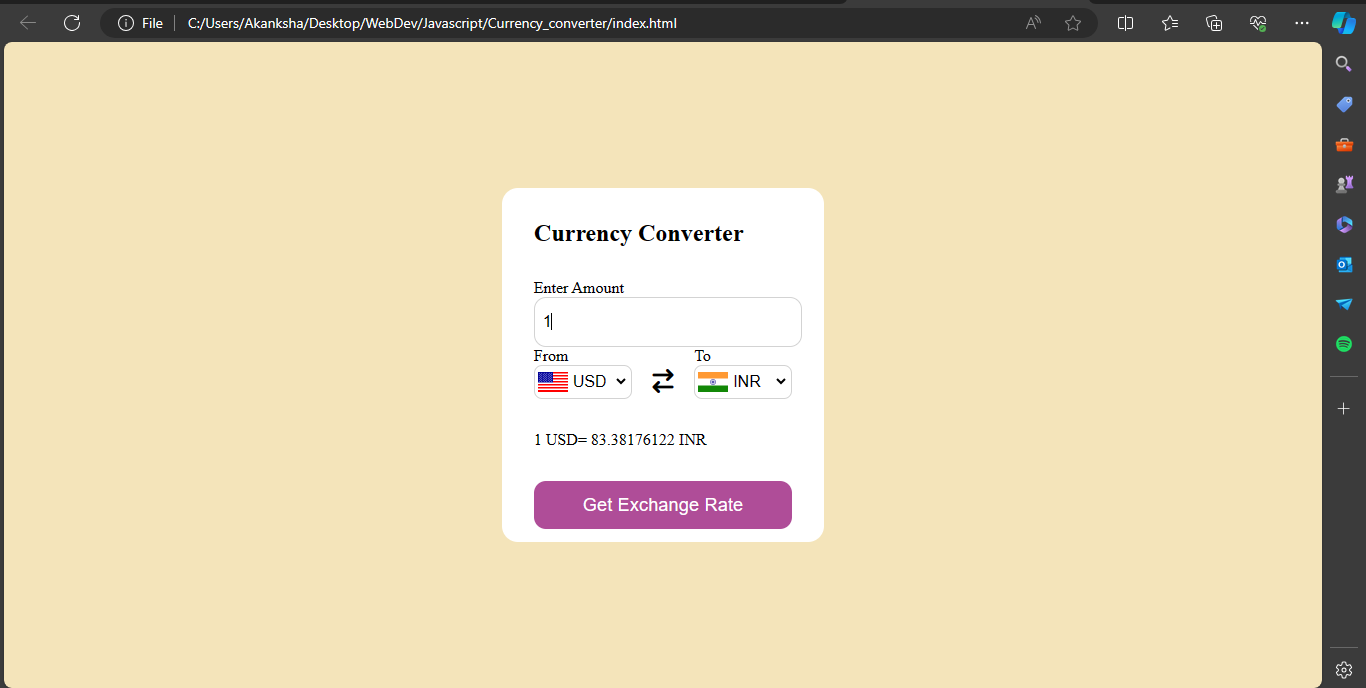 File C:/Users/Akanksha/Desktop/WebDev/Javascript/Currency_converter/index.html
Currency Converter
Enter Amount
1
From To
USD INR
1 USD= 83.38176122 INR
Get Exchange Rate